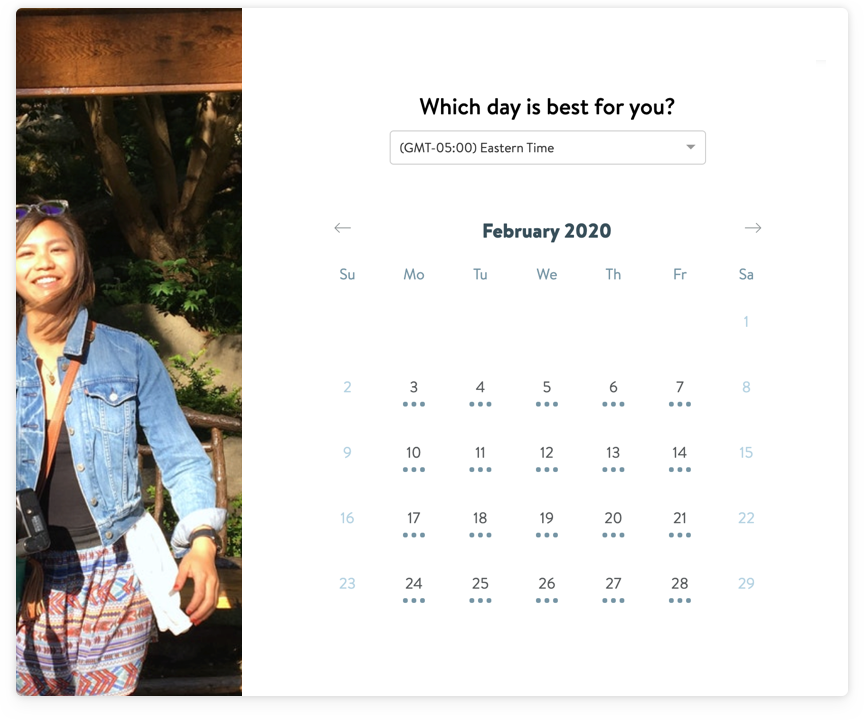 Which day is best for you?
(GMT-05:00) Eastern Time
February 2020
Su Mo Tu We Th Fr Sa
1
2 3 4 5 6 7 8
9 10 11 12 13 14 15
16 17 18 19 20 21 22
23 24 25 26 27 28 29